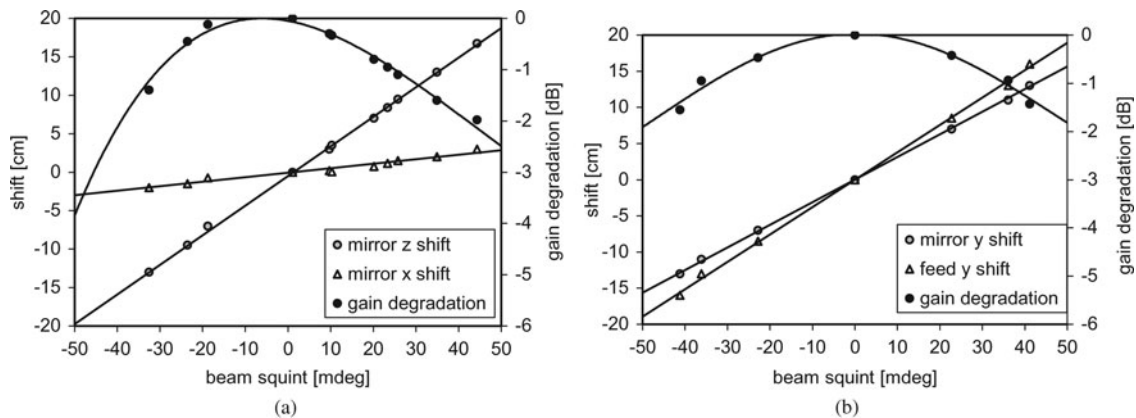 20
15
10
5
0
-5
-10
-15
-20
shift [cm]
0
-1
-2
-3
-4
-5
-6
gain degradation [dB]
mirror z shift
mirror x shift
gain degradation
-50 -40 -30 -20 -10 0 10 20 30 40 50
beam squint [mdeg]
(a)
20
15
10
5
0
-5
-10
-15
-20
shift [cm]
0
-1
-2
-3
-4
-5
-6
gain degradation [dB]
mirror y shift
feed y shift
gain degradation
-50 -40 -30 -20 -10 0 10 20 30 40 50
beam squint [mdeg]
(b)